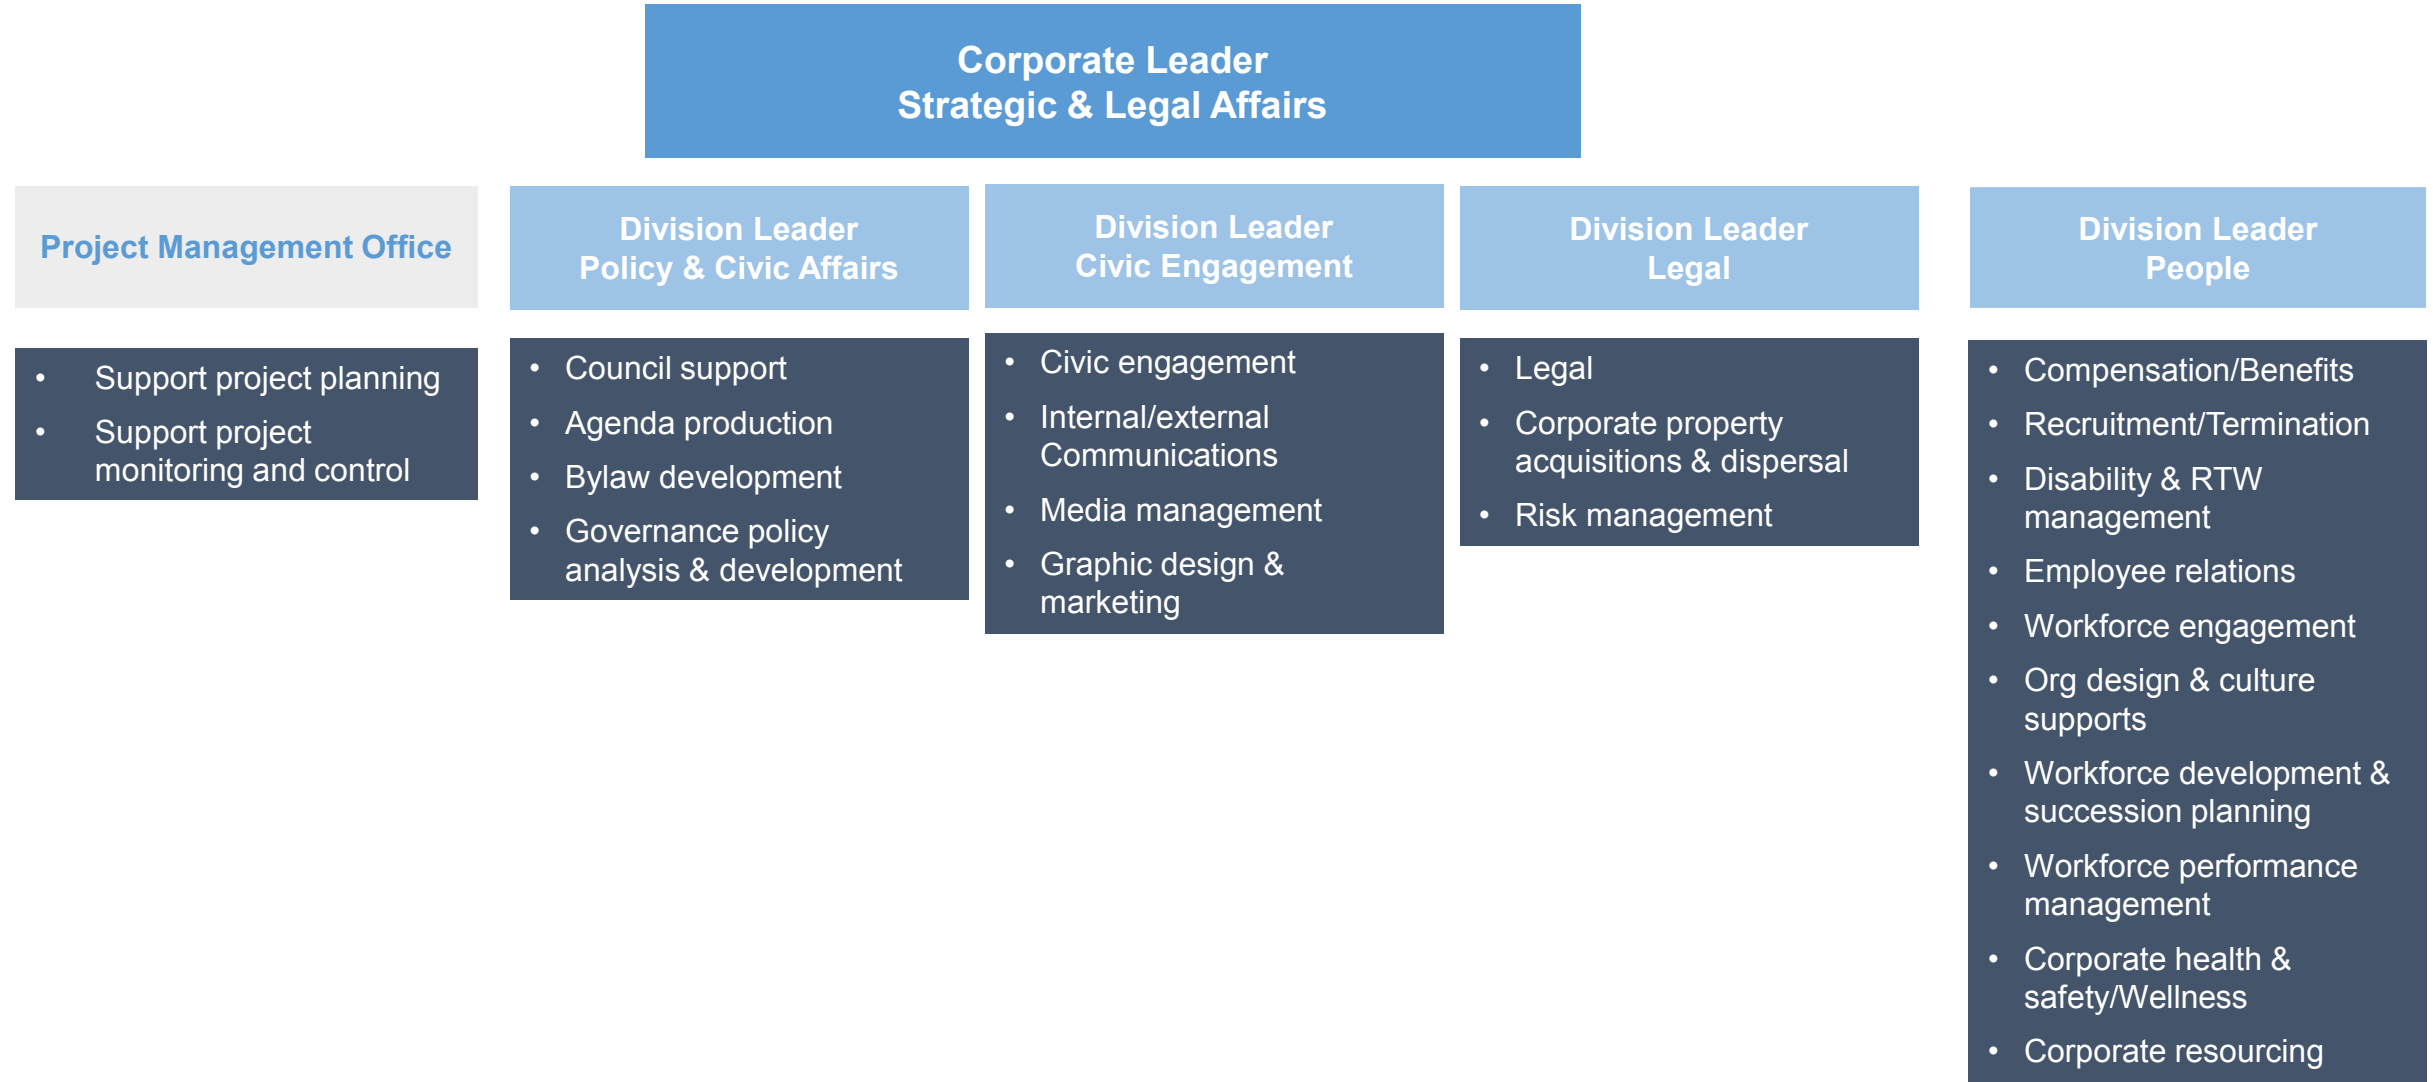 Corporate Leader
Strategic & Legal Affairs
Project Management Office
• Support project planning
• Support project
monitoring and control
Division Leader
Policy & Civic Affairs
• Council support
• Agenda production
• Bylaw development
• Governance policy
analysis & development
Division Leader
Civic Engagement
• Civic engagement
• Internal/external
Communications
• Media management
• Graphic design &
marketing
Division Leader
Legal
• Legal
• Corporate property
acquisitions & dispersal
• Risk management
Division Leader
People
• Compensation/Benefits
• Recruitment/Termination
• Disability & RTW
management
• Employee relations
• Workforce engagement
• Org design & culture
supports
• Workforce development &
succession planning
• Workforce performance
management
• Corporate health &
safety/Wellness
• Corporate resourcing